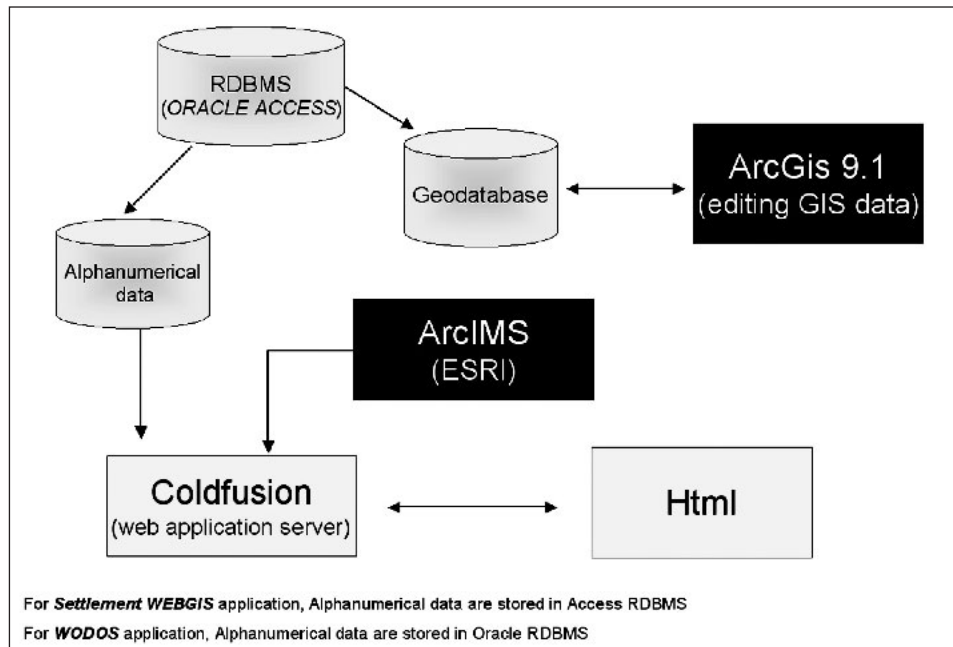 RDBMS
(ORACLE ACCESS)
Geodatabase
ArcGis 9.1
(editing GIS data)
Alphanumerical
data
ArcIMS
(ESRI)
Coldfusion
(web application server)
Html
For Settlement WEBGIS application, Alphanumerical data are stored in Access RDBMS
For WODOS application, Alphanumerical data are stored in Oracle RDBMS